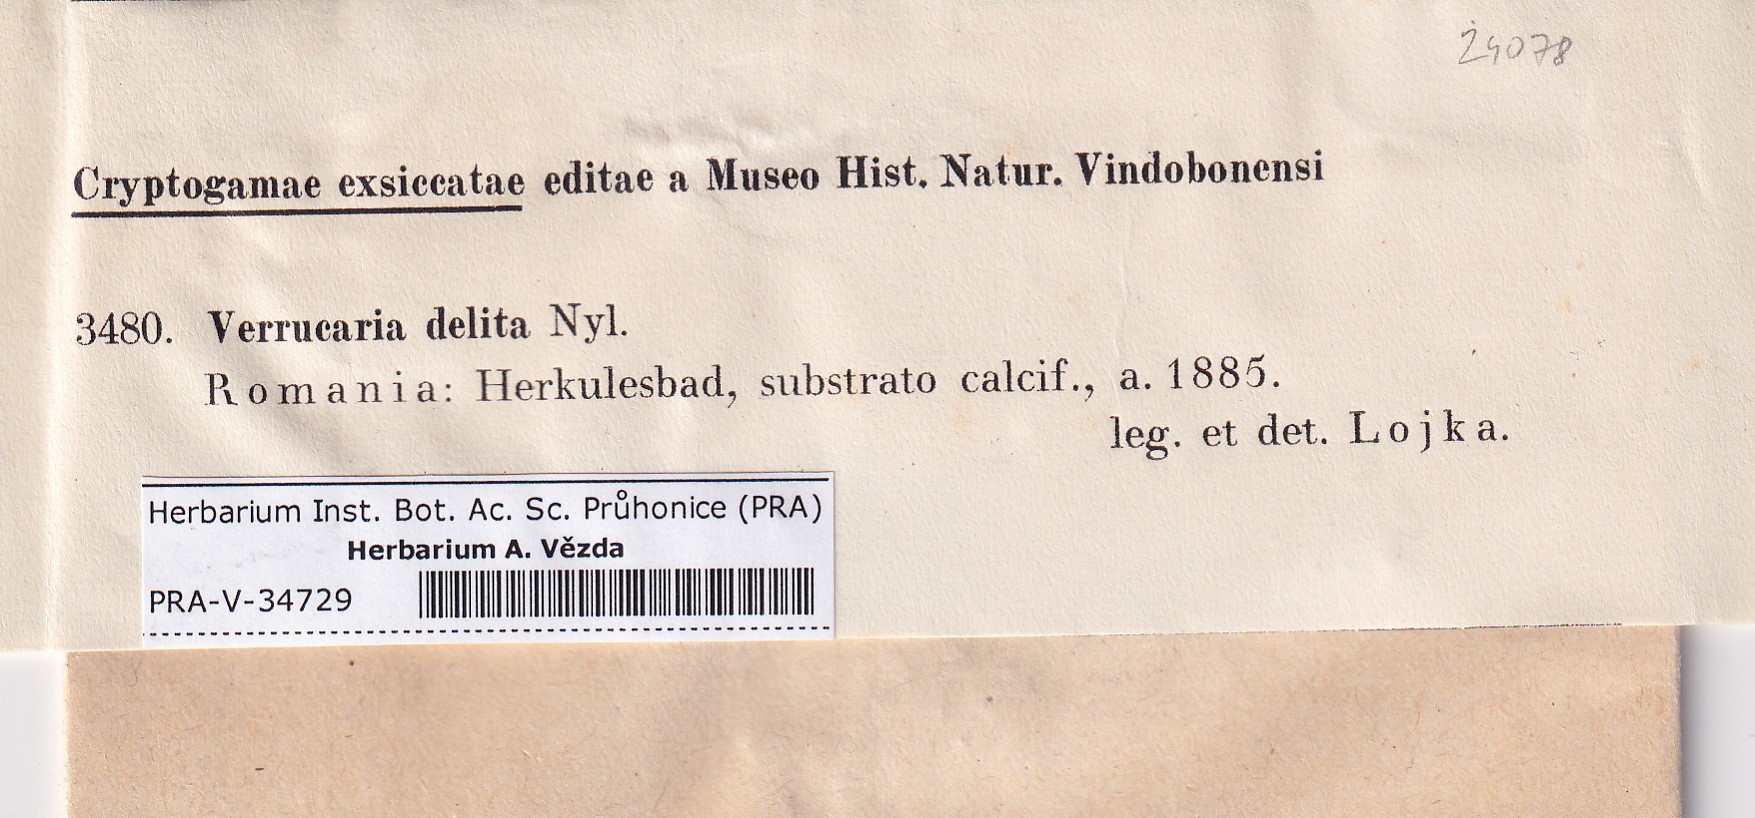 24078
Cryptogamae exsiccatae editae a Museo Hist. Natur. Vindobonensi
3480. Verrucaria delita Nyl.
Romania: Herkulesbad, substrato calcif., a. 1885.
leg. et det. Lojka.
Herbarium Inst. Bot. Ac. Sc. Průhonice (PRA)
Herbarium A. Vězda
PRA-V-34729